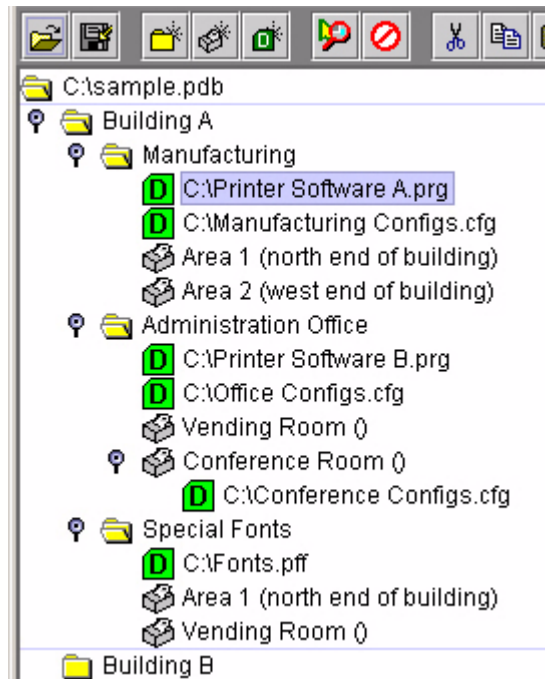 C:\sample.pdb
Building A
Manufacturing
D C:\Printer Software A.prg
D C:\Manufacturing Configs.cfg
Area 1 (north end of building)
Area 2 (west end of building)
Administration Office
D C:\Printer Software B.prg
D C:\Office Configs.cfg
Vending Room ()
Conference Room ()
D C:\Conference Configs.cfg
Special Fonts
D C:\Fonts.pff
Area 1 (north end of building)
Vending Room ()
Building B